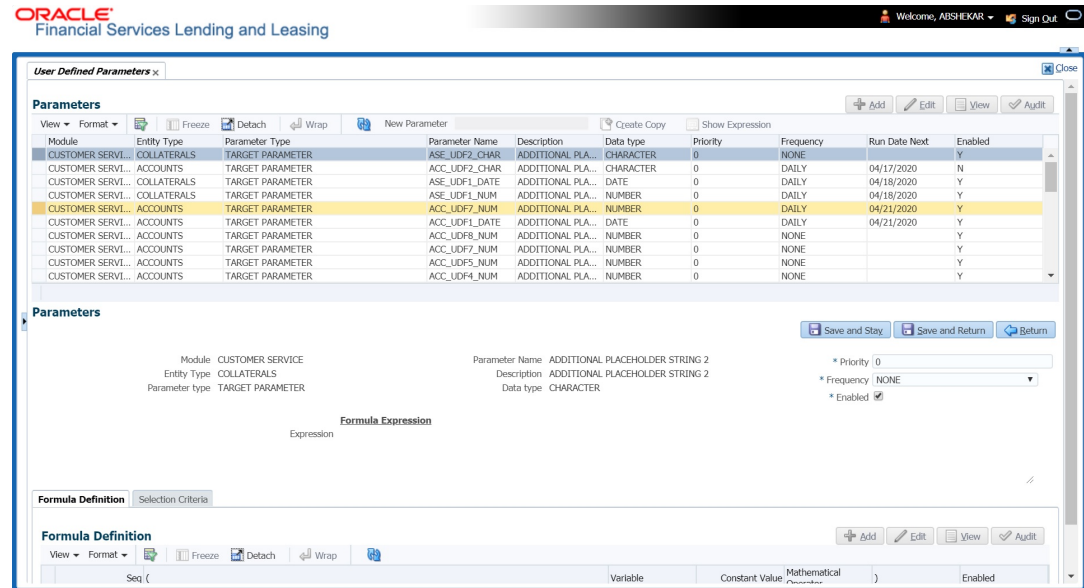 ORACLE
Financial Services Lending and Leasing
Welcome, ABSHEKAR Sign Out
User Defined Parameters x
Close
Parameters
Add Edit View Audit
View Format Freeze Detach Wrap New Parameter Create Copy Show Expression
Module Entity Type Parameter Type Parameter Name Description Data type Priority Frequency Run Date Next Enabled
CUSTOMER SERVI... COLLATERALS TARGET PARAMETER ASE_UDF2_CHAR ADDITIONAL PLA... CHARACTER 0 NONE Y
CUSTOMER SERVI... ACCOUNTS TARGET PARAMETER ACC_UDF2_CHAR ADDITIONAL PLA... CHARACTER 0 DAILY 04/17/2020 N
CUSTOMER SERVI... COLLATERALS TARGET PARAMETER ASE_UDF1_DATE ADDITIONAL PLA... DATE 0 DAILY 04/18/2020 Y
CUSTOMER SERVI... COLLATERALS TARGET PARAMETER ASE_UDF1_NUM ADDITIONAL PLA... NUMBER 0 DAILY 04/18/2020 Y
CUSTOMER SERVI... ACCOUNTS TARGET PARAMETER ACC_UDF7_NUM ADDITIONAL PLA... NUMBER 0 DAILY 04/21/2020 Y
CUSTOMER SERVI... ACCOUNTS TARGET PARAMETER ACC_UDF1_DATE ADDITIONAL PLA... DATE 0 DAILY 04/21/2020 Y
CUSTOMER SERVI... ACCOUNTS TARGET PARAMETER ACC_UDF8_NUM ADDITIONAL PLA... NUMBER 0 NONE Y
CUSTOMER SERVI... ACCOUNTS TARGET PARAMETER ACC_UDF7_NUM ADDITIONAL PLA... NUMBER 0 NONE Y
CUSTOMER SERVI... ACCOUNTS TARGET PARAMETER ACC_UDF5_NUM ADDITIONAL PLA... NUMBER 0 NONE Y
CUSTOMER SERVI... ACCOUNTS TARGET PARAMETER ACC_UDF4_NUM ADDITIONAL PLA... NUMBER 0 NONE Y
Parameters
Save and Stay Save and Return Return
Module CUSTOMER SERVICE Parameter Name ADDITIONAL PLACEHOLDER STRING 2 * Priority 0
Entity Type COLLATERALS Description ADDITIONAL PLACEHOLDER STRING 2 * Frequency NONE
Parameter type TARGET PARAMETER Data type CHARACTER * Enabled
Formula Expression
Expression
Formula Definition Selection Criteria
Formula Definition
Add Edit View Audit
View Format Freeze Detach Wrap
Seq ( Variable Constant Value Mathematical Operator ) Enabled